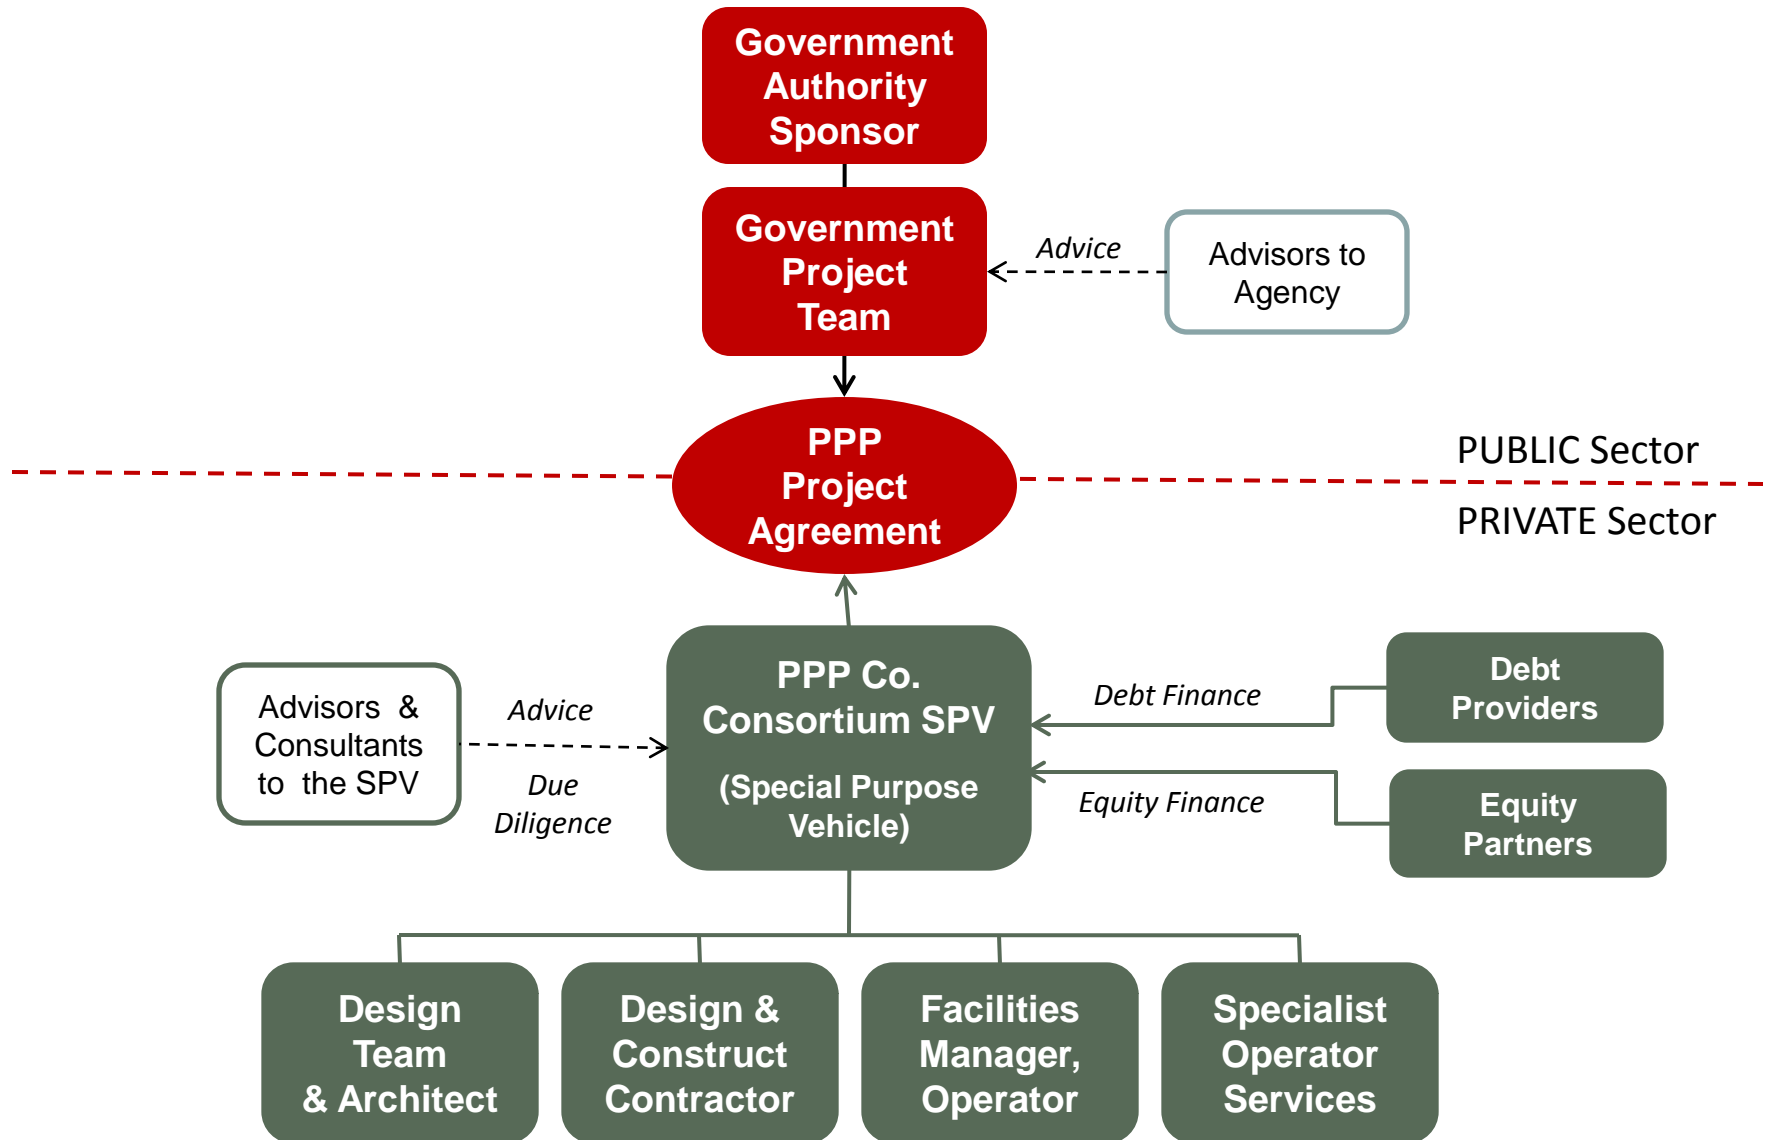 Government
Authority
Sponsor
Government
Project
Team
Advice
Advisors to
Agency
PPP
Project
Agreement
PUBLIC Sector
PRIVATE Sector
Advisors &
Consultants
to the SPV
Advice
Due
Diligence
PPP Co.
Consortium SPV
(Special Purpose
Vehicle)
Debt Finance
Debt
Providers
Equity Finance
Equity
Partners
Design
Team
& Architect
Design &
Construct
Contractor
Facilities
Manager,
Operator
Specialist
Operator
Services